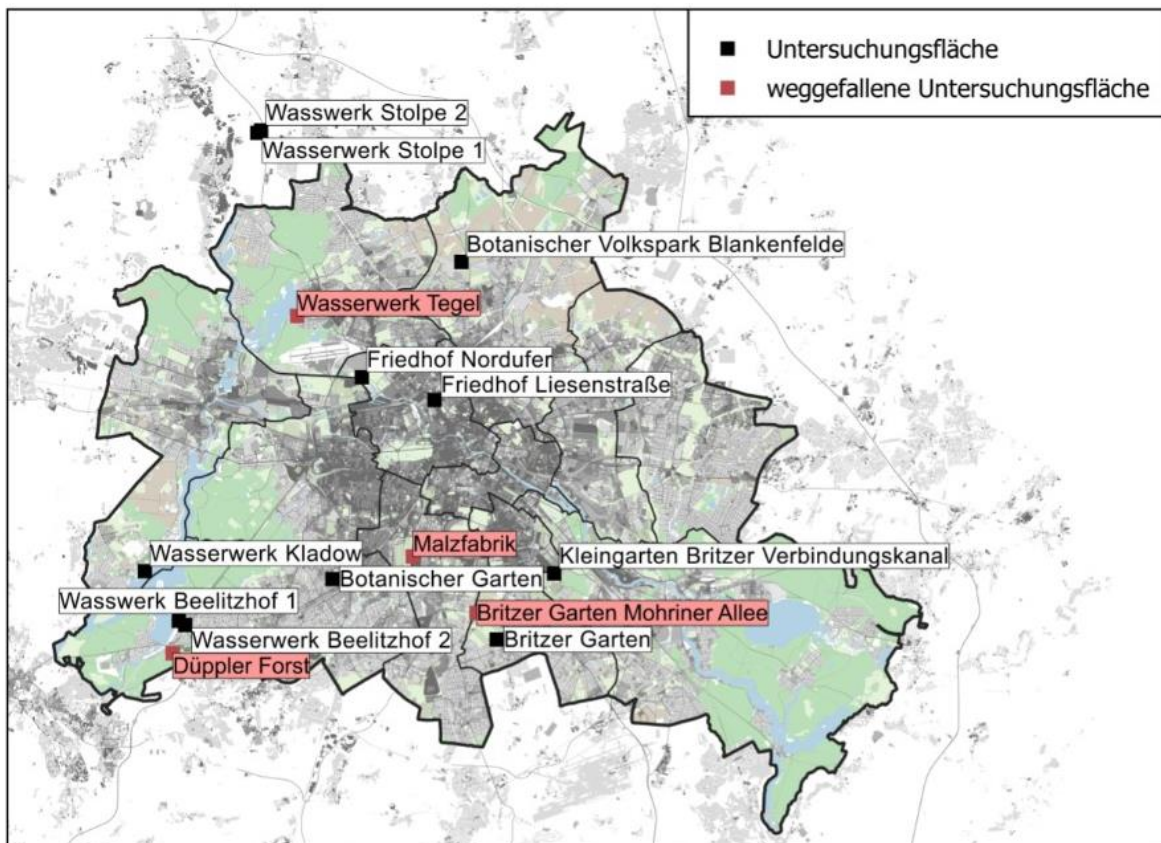 Untersuchungsfläche
weggefallene Untersuchungsfläche
Wasswerk Stolpe 2
Wasserwerk Stolpe 1
Botanischer Volkspark Blankenfelde
Wasserwerk Tegel
Friedhof Nordufer
Friedhof Liesenstraße
Malzfabrik
Wasserwerk Kladow
Kleingarten Britzer Verbindungskanal
Botanischer Garten
Wasswerk Beelitzhof 1
Britzer Garten Mohriner Allee
Wasserwerk Beelitzhof 2
Britzer Garten
Düppler Forst